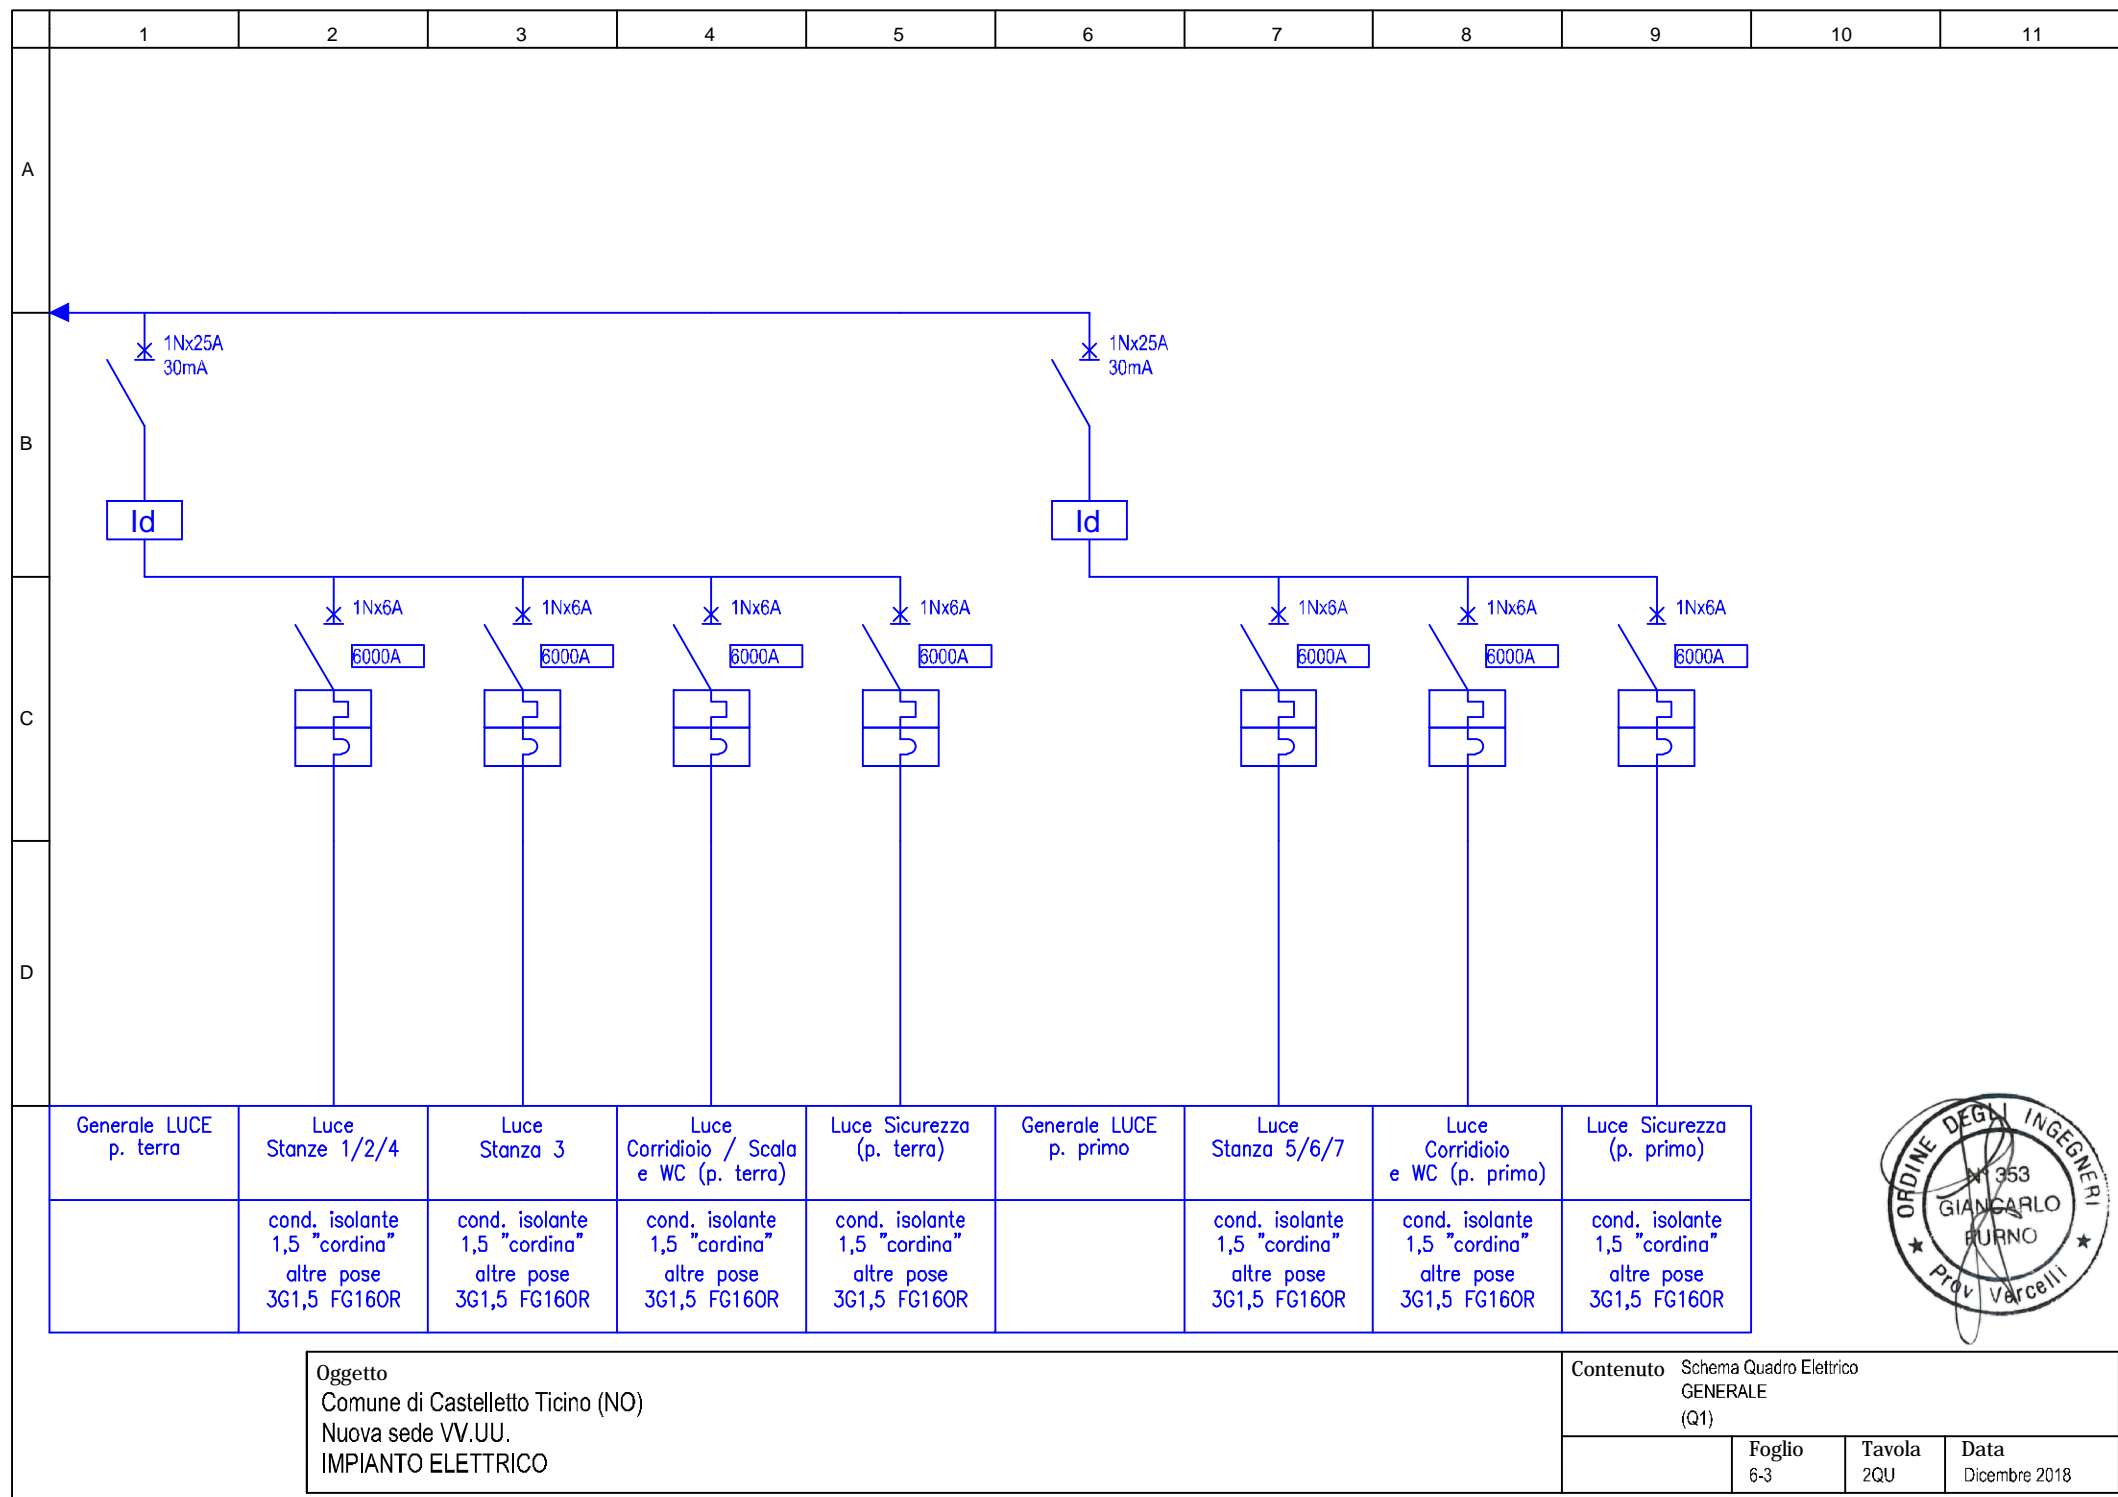 1 2 3 4 5 6 7 8 9 10 11
A
B
C
D
1Nx25A
30mA
Id
1Nx25A
30mA
Id
1Nx6A
6000A
1Nx6A
6000A
1Nx6A
6000A
1Nx6A
6000A
1Nx6A
6000A
1Nx6A
6000A
1Nx6A
6000A
Generale LUCE
p. terra
Luce
Stanze 1/2/4
cond. isolante
1,5 "cordina"
altre pose
3G1,5 FG16OR
Luce
Stanza 3
cond. isolante
1,5 "cordina"
altre pose
3G1,5 FG16OR
Luce
Corridioio / Scala
e WC (p. terra)
cond. isolante
1,5 "cordina"
altre pose
3G1,5 FG16OR
Luce Sicurezza
(p. terra)
cond. isolante
1,5 "cordina"
altre pose
3G1,5 FG16OR
Generale LUCE
p. primo
Luce
Stanza 5/6/7
cond. isolante
1,5 "cordina"
altre pose
3G1,5 FG16OR
Luce
Corridioio
e WC (p. primo)
cond. isolante
1,5 "cordina"
altre pose
3G1,5 FG16OR
Luce Sicurezza
(p. primo)
cond. isolante
1,5 "cordina"
altre pose
3G1,5 FG16OR
ORDINE DEGLI INGEGNERI
N° 353
GIANCARLO
FURNO
Prov Vercelli
Oggetto
Comune di Castelletto Ticino (NO)
Nuova sede VV.UU.
IMPIANTO ELETTRICO
Contenuto Schema Quadro Elettrico
GENERALE
(Q1)
Foglio
6-3
Tavola
2QU
Data
Dicembre 2018